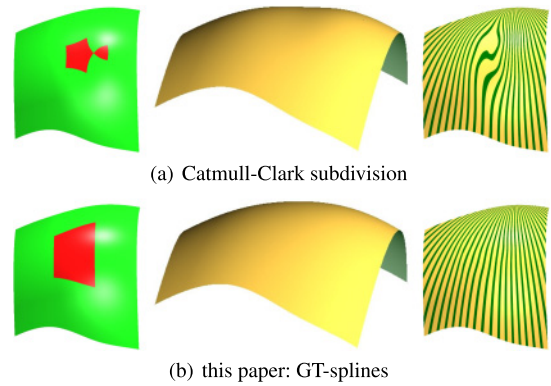 (a) Catmull-Clark subdivision
(b) this paper: GT-splines